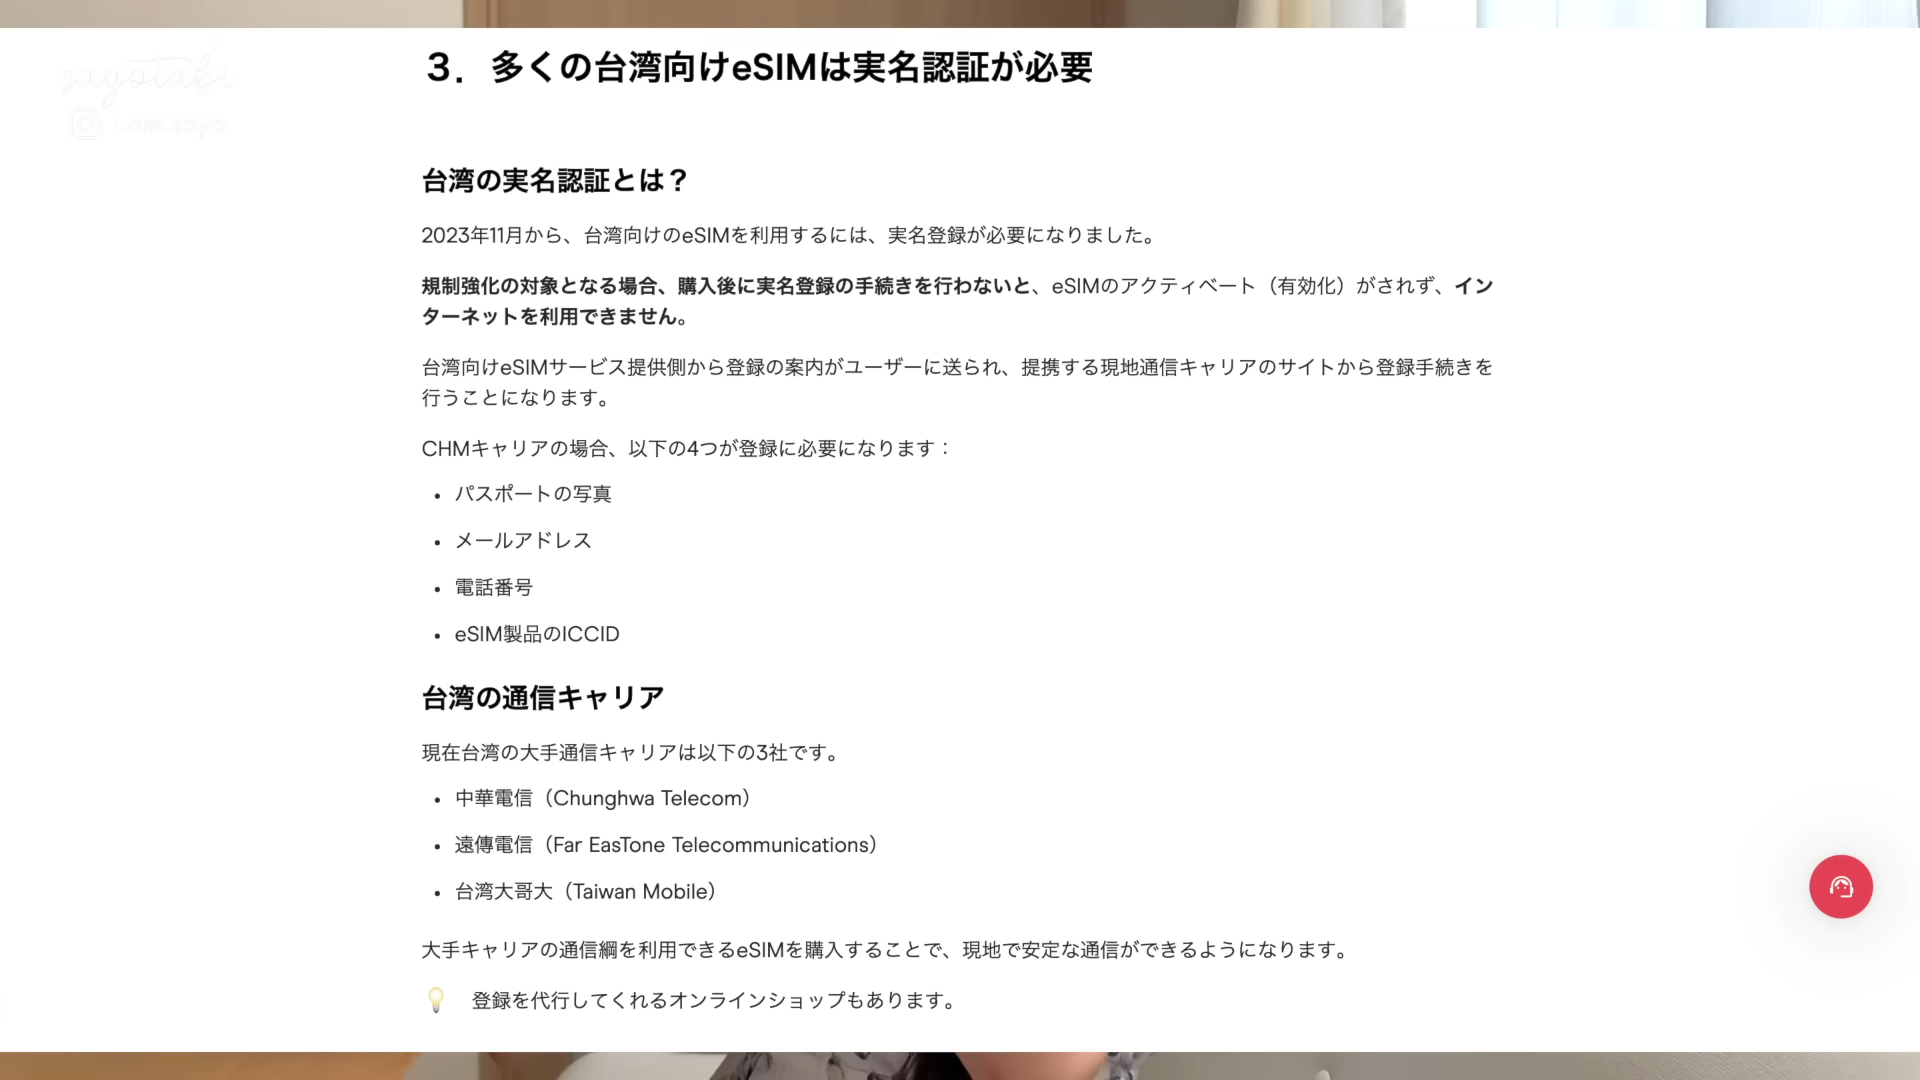 sayotabi
i.am.sayo
3．多くの台湾向けeSIMは実名認証が必要
台湾の実名認証とは？
2023年11月から、台湾向けのeSIMを利用するには、実名登録が必要になりました。
規制強化の対象となる場合、購入後に実名登録の手続きを行わないと、eSIMのアクティベート（有効化）がされず、イン
ターネットを利用できません。
台湾向けeSIMサービス提供側から登録の案内がユーザーに送られ、提携する現地通信キャリアのサイトから登録手続きを
行うことになります。
CHMキャリアの場合、以下の4つが登録に必要になります：
• パスポートの写真
• メールアドレス
• 電話番号
• eSIM製品のICCID
台湾の通信キャリア
現在台湾の大手通信キャリアは以下の3社です。
• 中華電信（Chunghwa Telecom）
• 遠傳電信（Far EasTone Telecommunications）
• 台湾大哥大（Taiwan Mobile）
大手キャリアの通信綱を利用できるeSIMを購入することで、現地で安定な通信ができるようになります。
登録を代行してくれるオンラインショップもあります。